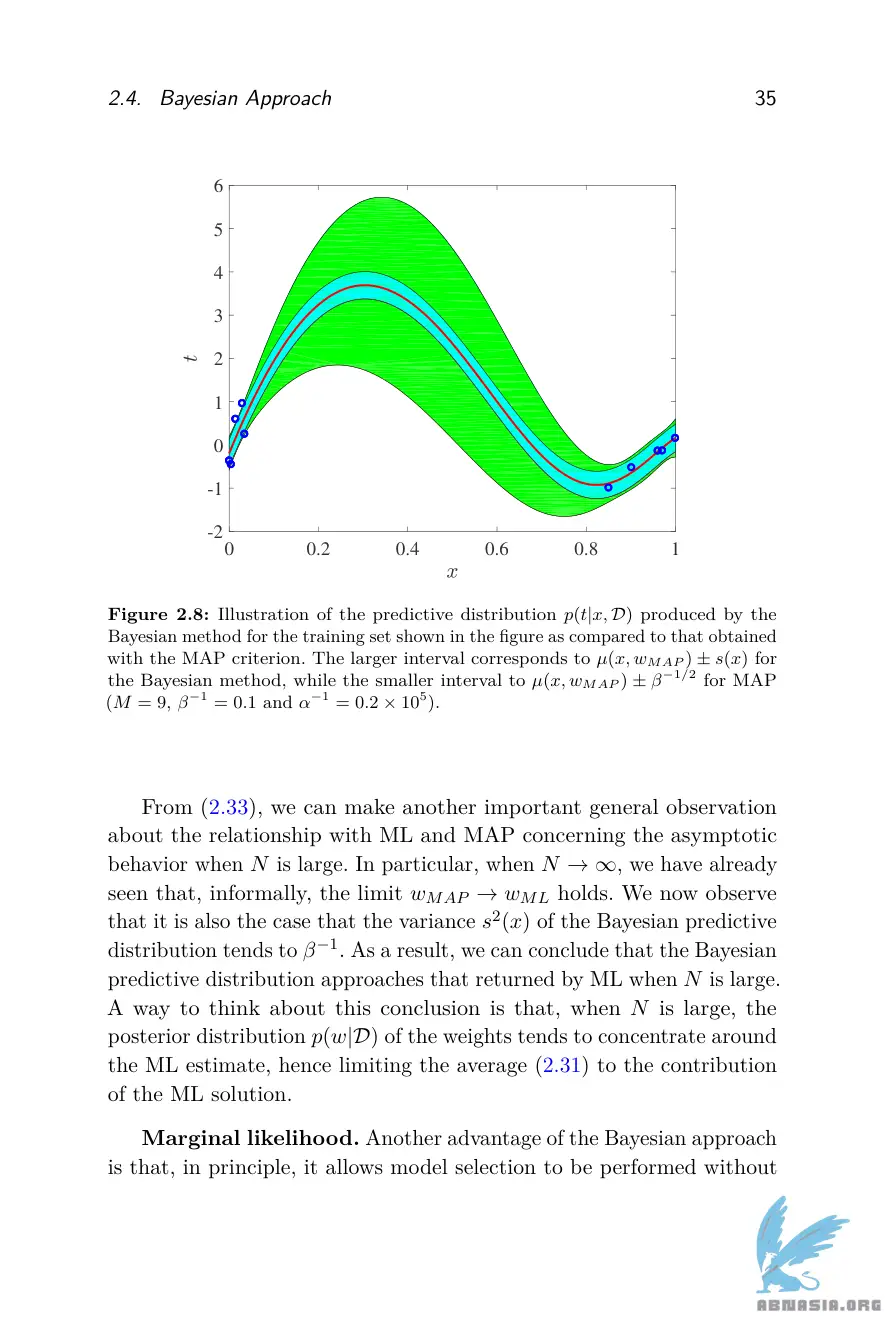 2.4. Bayesian Approach 35
6
5
4
3
2
1
0
-1
-2
t
0 0.2 0.4 0.6 0.8 1
x
Figure 2.8: Illustration of the predictive distribution p(t|x, D) produced by the
Bayesian method for the training set shown in the figure as compared to that obtained
with the MAP criterion. The larger interval corresponds to μ(x, w_MAP) ± s(x) for
the Bayesian method, while the smaller interval to μ(x, w_MAP) ± β^−1/2 for MAP
(M = 9, β^−1 = 0.1 and α^−1 = 0.2 × 10^5).
From (2.33), we can make another important general observation
about the relationship with ML and MAP concerning the asymptotic
behavior when N is large. In particular, when N → ∞, we have already
seen that, informally, the limit w_MAP → w_ML holds. We now observe
that it is also the case that the variance s²(x) of the Bayesian predictive
distribution tends to β^−1. As a result, we can conclude that the Bayesian
predictive distribution approaches that returned by ML when N is large.
A way to think about this conclusion is that, when N is large, the
posterior distribution p(w|D) of the weights tends to concentrate around
the ML estimate, hence limiting the average (2.31) to the contribution
of the ML solution.
Marginal likelihood. Another advantage of the Bayesian approach
is that, in principle, it allows model selection to be performed without
ABNASIA.ORG